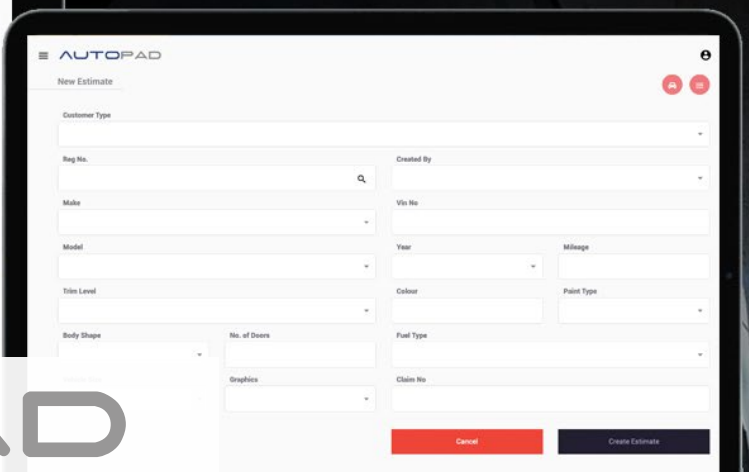 AUTOPAD
New Estimate
Customer Type
Reg No.
Created By
Make
Vin No
Model
Year
Mileage
Trim Level
Colour
Paint Type
Body Shape
No. of Doors
Fuel Type
Graphics
Claim No
Cancel
Create Estimate
AD